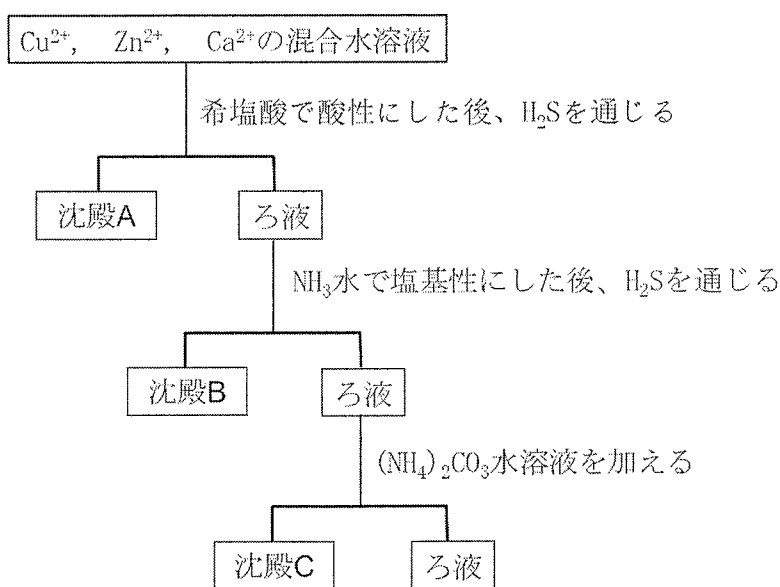 Cu²⁺, Zn²⁺, Ca²⁺の混合水溶液
希塩酸で酸性にした後、H₂Sを通じる
沈殿A
ろ液
NH₃水で塩基性にした後、H₂Sを通じる
沈殿B
ろ液
(NH₄)₂CO₃水溶液を加える
沈殿C
ろ液